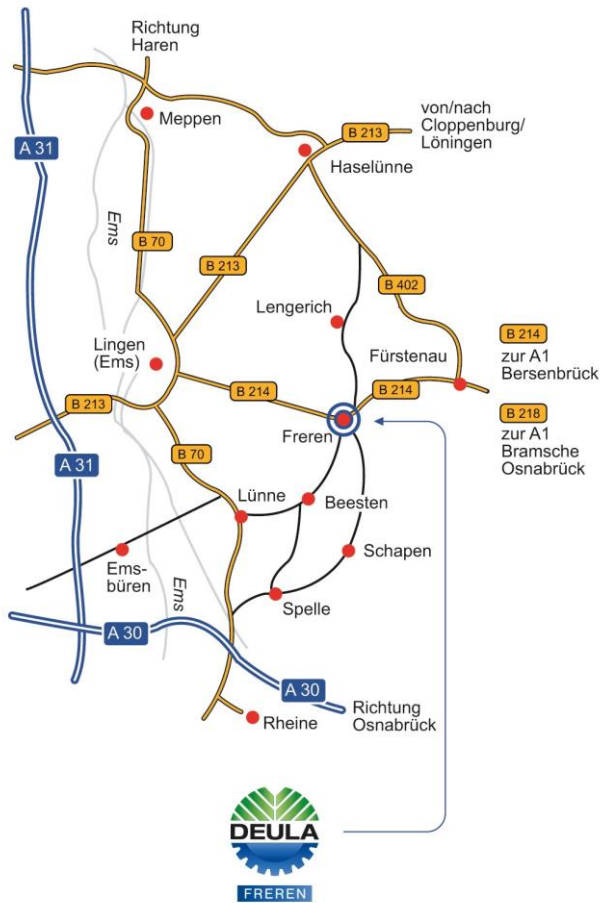 Richtung
Haren
Meppen
B 213
von/nach
Cloppenburg/
Löningen
A 31
Haselünne
Ems
B 70
B 213
B 402
Lengerich
Lingen
(Ems)
Fürstenau
B 214
zur A1
Bersenbrück
B 214
B 214
B 213
Freren
B 218
zur A1
Bramsche
Osnabrück
A 31
B 70
Lünne
Beesten
Schapen
Ems-
büren
Ems
Spelle
A 30
A 30
Richtung
Osnabrück
Rheine
DEULA
FREREN